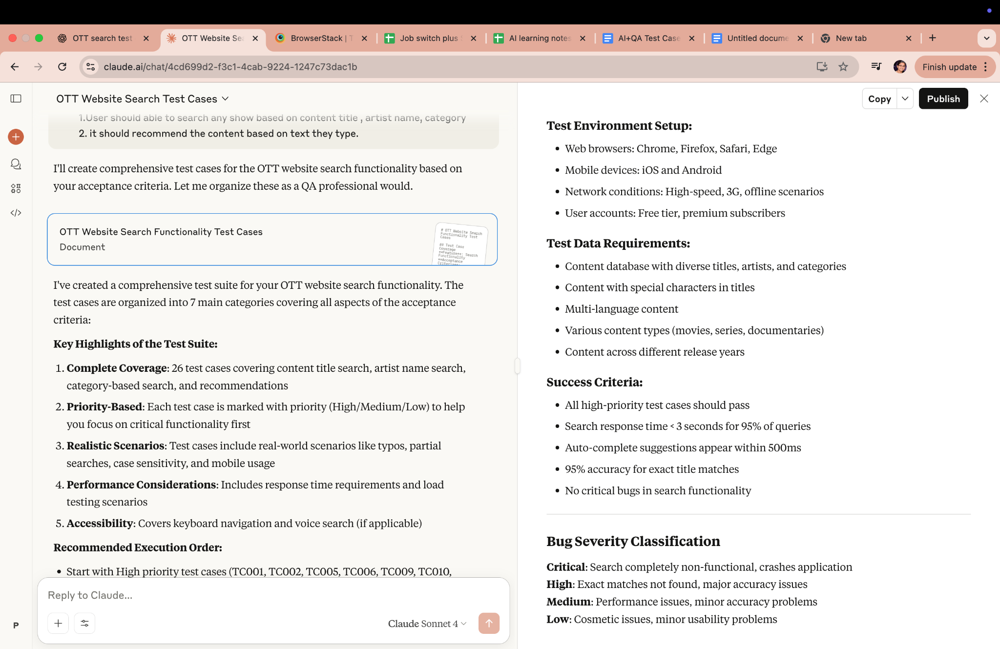 OTT search test
OTT Website Sea
BrowserStack | T
Job switch plus S
AI learning notes
AI+QA Test Case
Untitled docume
New tab
claude.ai/chat/4cd699d2-f3c1-4cab-9224-1247c73dac1b
Finish update
OTT Website Search Test Cases
1.User should able to search any show based on content title , artist name, category
2. it should recommend the content based on text they type.
I'll create comprehensive test cases for the OTT website search functionality based on
your acceptance criteria. Let me organize these as a QA professional would.
OTT Website Search Functionality Test Cases
Document
# OTT Website Search
Functionality Test
Cases
## Test Case
Coverage
**Feature**: Search
Functionality
**Acceptance
Criteria**:
I've created a comprehensive test suite for your OTT website search functionality. The
test cases are organized into 7 main categories covering all aspects of the acceptance
criteria:
Key Highlights of the Test Suite:
1. Complete Coverage: 26 test cases covering content title search, artist name search,
category-based search, and recommendations
2. Priority-Based: Each test case is marked with priority (High/Medium/Low) to help
you focus on critical functionality first
3. Realistic Scenarios: Test cases include real-world scenarios like typos, partial
searches, case sensitivity, and mobile usage
4. Performance Considerations: Includes response time requirements and load
testing scenarios
5. Accessibility: Covers keyboard navigation and voice search (if applicable)
Recommended Execution Order:
• Start with High priority test cases (TC001, TC002, TC005, TC006, TC009, TC010,
Reply to Claude...
Claude Sonnet 4
P
Copy
Publish
Test Environment Setup:
• Web browsers: Chrome, Firefox, Safari, Edge
• Mobile devices: iOS and Android
• Network conditions: High-speed, 3G, offline scenarios
• User accounts: Free tier, premium subscribers
Test Data Requirements:
• Content database with diverse titles, artists, and categories
• Content with special characters in titles
• Multi-language content
• Various content types (movies, series, documentaries)
• Content across different release years
Success Criteria:
• All high-priority test cases should pass
• Search response time < 3 seconds for 95% of queries
• Auto-complete suggestions appear within 500ms
• 95% accuracy for exact title matches
• No critical bugs in search functionality
Bug Severity Classification
Critical: Search completely non-functional, crashes application
High: Exact matches not found, major accuracy issues
Medium: Performance issues, minor accuracy problems
Low: Cosmetic issues, minor usability problems